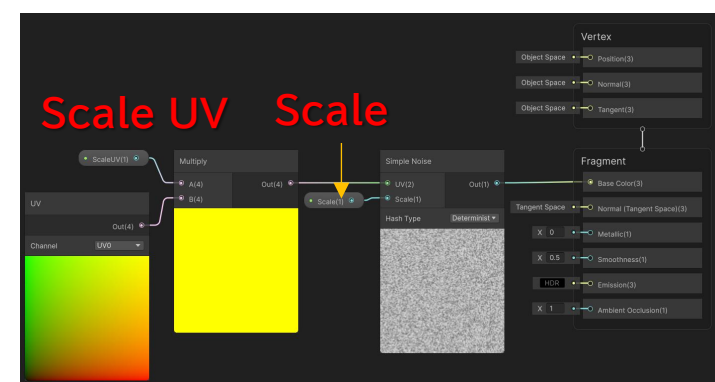 Scale UV
Scale
ScaleUV(1)
UV
Out(4)
Channel
UV0
Multiply
A(4)
Out(4)
B(4)
Scale(1)
Simple Noise
UV(2)
Out(1)
Scale(1)
Hash Type
Determinist
Vertex
Object Space
Position(3)
Object Space
Normal(3)
Object Space
Tangent(3)
Fragment
Base Color(3)
Tangent Space
Normal (Tangent Space)(3)
X 0
Metallic(1)
X 0.5
Smoothness(1)
HDR
Emission(3)
X 1
Ambient Occlusion(1)